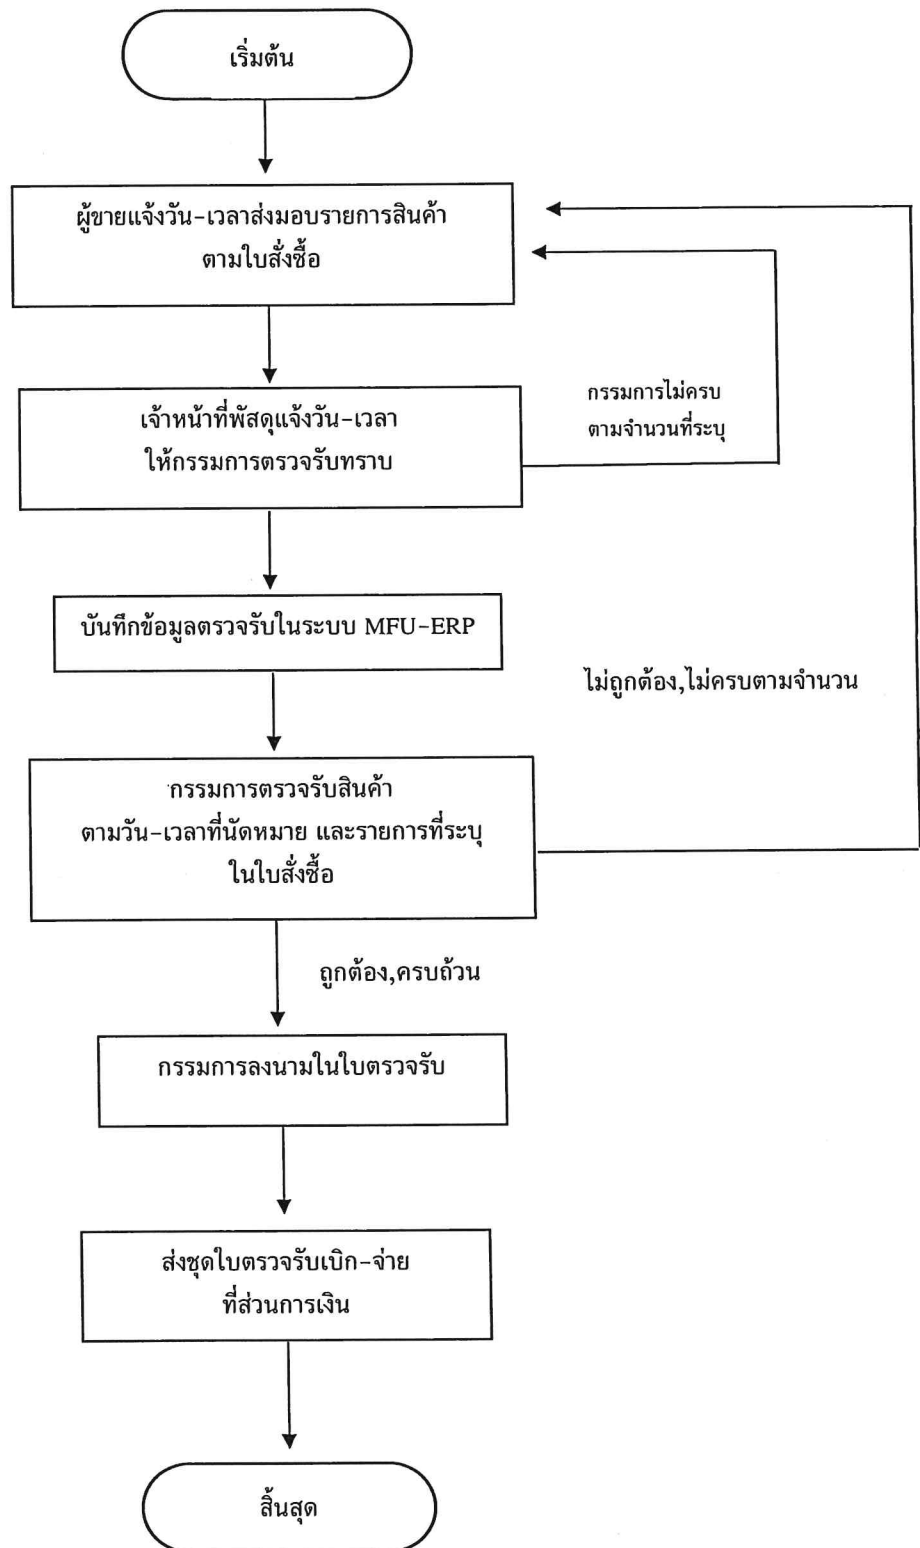 เริ่มต้น
ผู้ขายแจ้งวัน-เวลาส่งมอบรายการสินค้า
ตามใบสั่งซื้อ
เจ้าหน้าที่พัสดุแจ้งวัน-เวลา
ให้กรรมการตรวจรับทราบ
กรรมการไม่ครบ
ตามจำนวนที่ระบุ
บันทึกข้อมูลตรวจรับในระบบ MFU-ERP
ไม่ถูกต้อง,ไม่ครบตามจำนวน
กรรมการตรวจรับสินค้า
ตามวัน-เวลาที่นัดหมาย และรายการที่ระบุ
ในใบสั่งซื้อ
ถูกต้อง,ครบถ้วน
กรรมการลงนามในใบตรวจรับ
ส่งชุดใบตรวจรับเบิก-จ่าย
ที่ส่วนการเงิน
สิ้นสุด